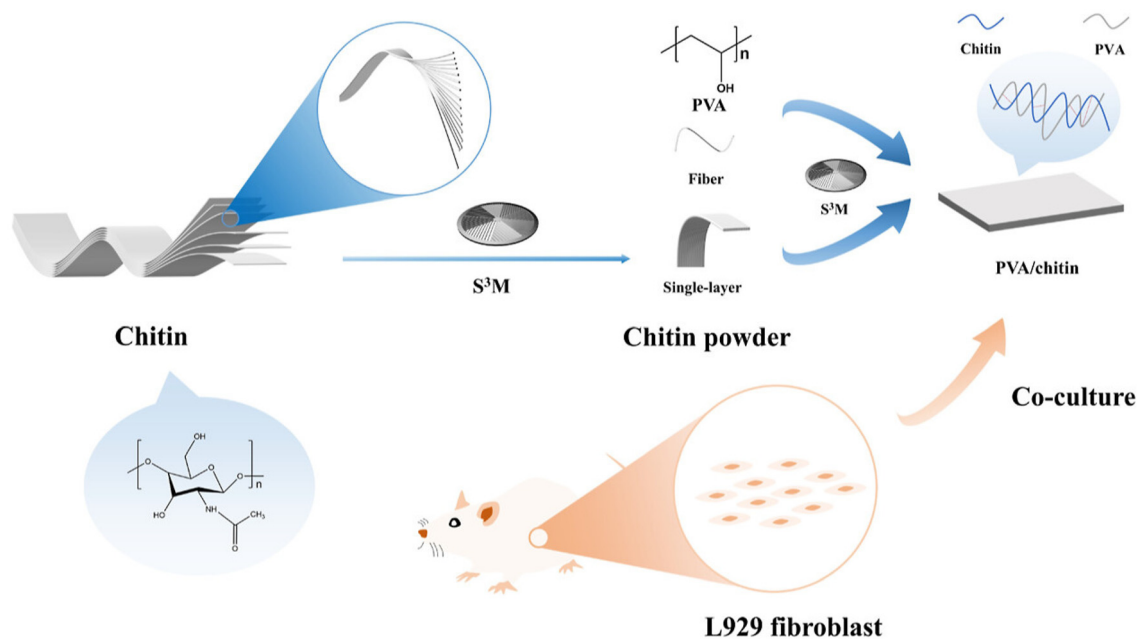 Chitin
PVA
n
OH
PVA
Fiber
S³M
S³M
Single-layer
PVA/chitin
Chitin
Chitin powder
Co-culture
OH
O
O
O
n
HO
NH
CH₃
O
L929 fibroblast